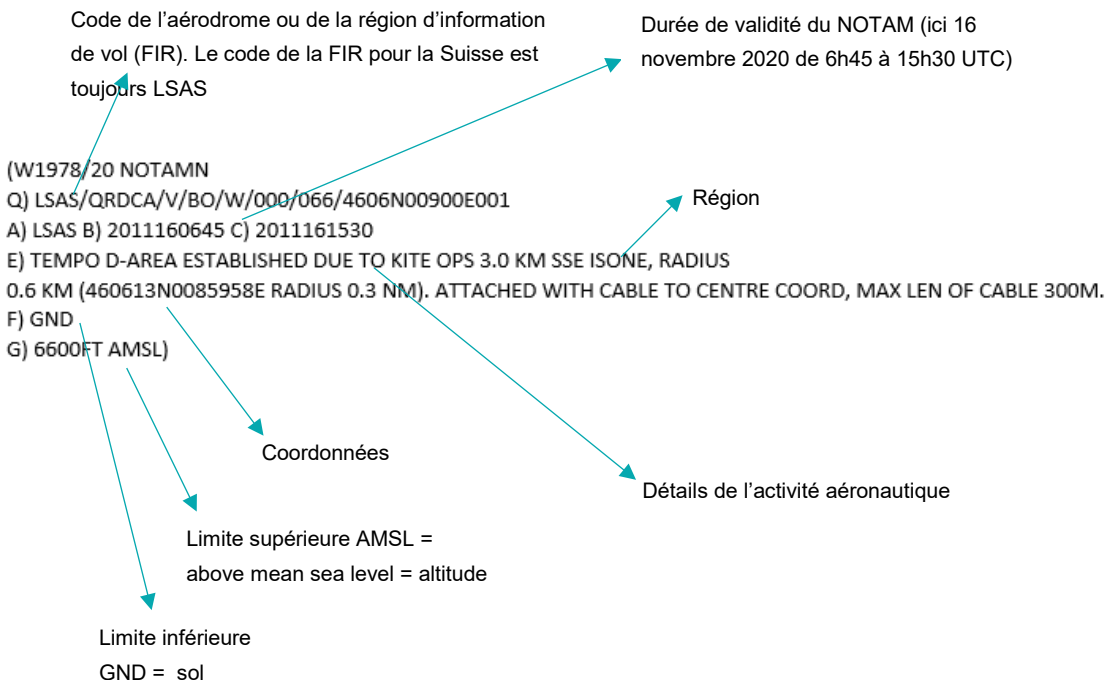 Code de l'aérodrome ou de la région d'information
de vol (FIR). Le code de la FIR pour la Suisse est
toujours LSAS
Durée de validité du NOTAM (ici 16
novembre 2020 de 6h45 à 15h30 UTC)
(W1978/20 NOTAMN
Q) LSAS/QRDCA/V/BO/W/000/066/4606N00900E001
A) LSAS B) 2011160645 C) 2011161530
E) TEMPO D-AREA ESTABLISHED DUE TO KITE OPS 3.0 KM SSE ISONE, RADIUS
0.6 KM (460613N0085958E RADIUS 0.3 NM). ATTACHED WITH CABLE TO CENTRE COORD, MAX LEN OF CABLE 300M.
F) GND
G) 6600FT AMSL)
Région
Coordonnées
Détails de l'activité aéronautique
Limite supérieure AMSL =
above mean sea level = altitude
Limite inférieure
GND = sol